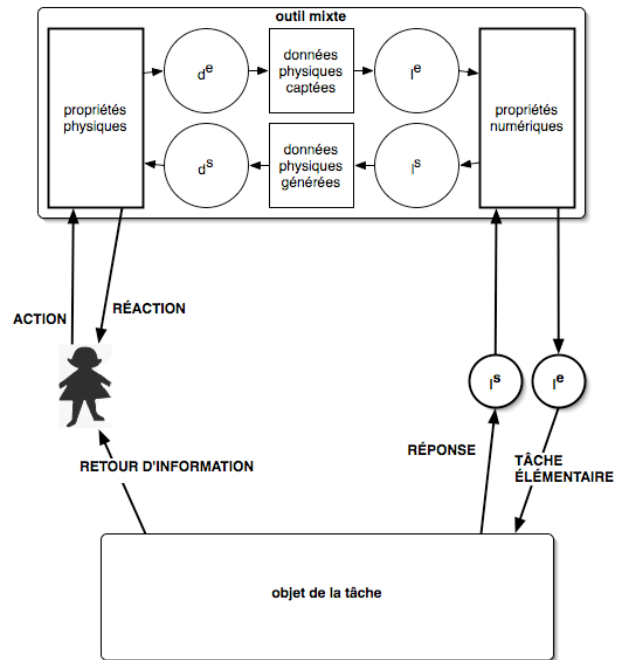 outil mixte
propriétés
physiques
dᵉ
données
physiques
captées
lᵉ
propriétés
numériques
dˢ
données
physiques
générées
lˢ
ACTION
RÉACTION
lˢ
lᵉ
RÉPONSE
TÂCHE
ÉLÉMENTAIRE
RETOUR D'INFORMATION
objet de la tâche